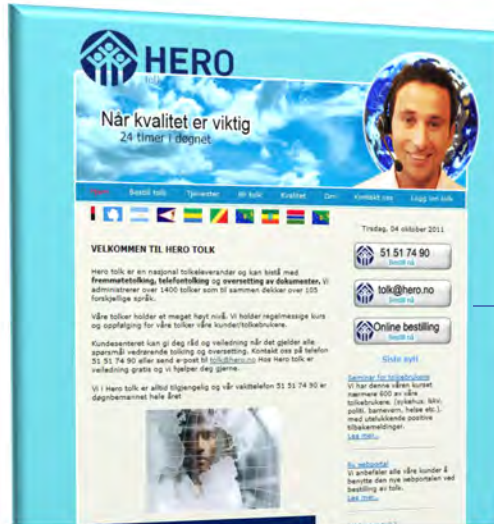 HERO
tolk
Når kvalitet er viktig
24 timer i døgnet
Hjem Bestill tolk Tjenester Bli tolk Kvalitet Om Kontakt oss Logg inn tolk
Tirsdag, 04 oktober 2011
VELKOMMEN TIL HERO TOLK
Hero tolk er en nasjonal tolkeleverandør og kan bistå med
fremmøtetolking, telefontolking og oversetting av dokumenter. Vi
administrerer over 1400 tolker som til sammen dekker over 105
forskjellige språk.
Våre tolker holder et meget høyt nivå. Vi holder regelmessige kurs
og oppfølging for våre tolker våre kunder/tolkebrukere.
Kundesenteret kan gi deg råd og veiledning når det gjelder alle
spørsmål vedrørende tolking og oversetting. Kontakt oss på telefon
51 51 74 90 eller send e-post til tolk@hero.no Hos Hero tolk er
veiledning gratis og vi hjelper deg gjerne.
Vi i Hero tolk er alltid tilgjengelig og vår vakttelefon 51 51 74 90 er
døgnbemannet hele året
51 51 74 90
Bestill nå
tolk@hero.no
Bestill nå
Online bestilling
Bestill nå
Siste nytt
Seminar for tolkebrukere
Vi har denne våren kurset
nærmere 600 av våre
tolkebrukere, (sykehus, NAV,
politi, barnevern, helse etc.),
med utelukkende positive
tilbakemeldinger.
Les mer..
Ny webportal
Vi anbefaler alle våre kunder å
benytte den nye webportalen ved
bestilling av tolk.
Les mer..